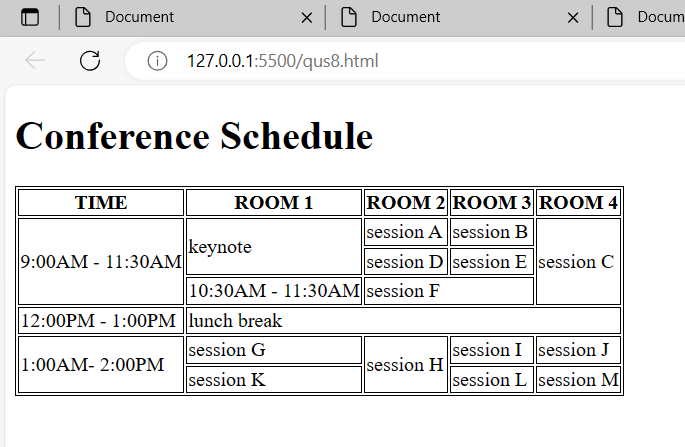 Document
Document
Docum
127.0.0.1:5500/qus8.html
Conference Schedule
TIME ROOM 1 ROOM 2 ROOM 3 ROOM 4
9:00AM - 11:30AM keynote session A session B session C
session D session E
10:30AM - 11:30AM session F
12:00PM - 1:00PM lunch break
1:00AM- 2:00PM session G session H session I session J
session K session L session M